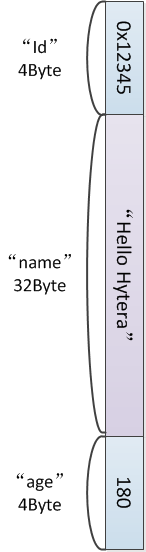 “Id”
4Byte
0x12345
“name”
32Byte
“Hello Hytera”
“age”
4Byte
180